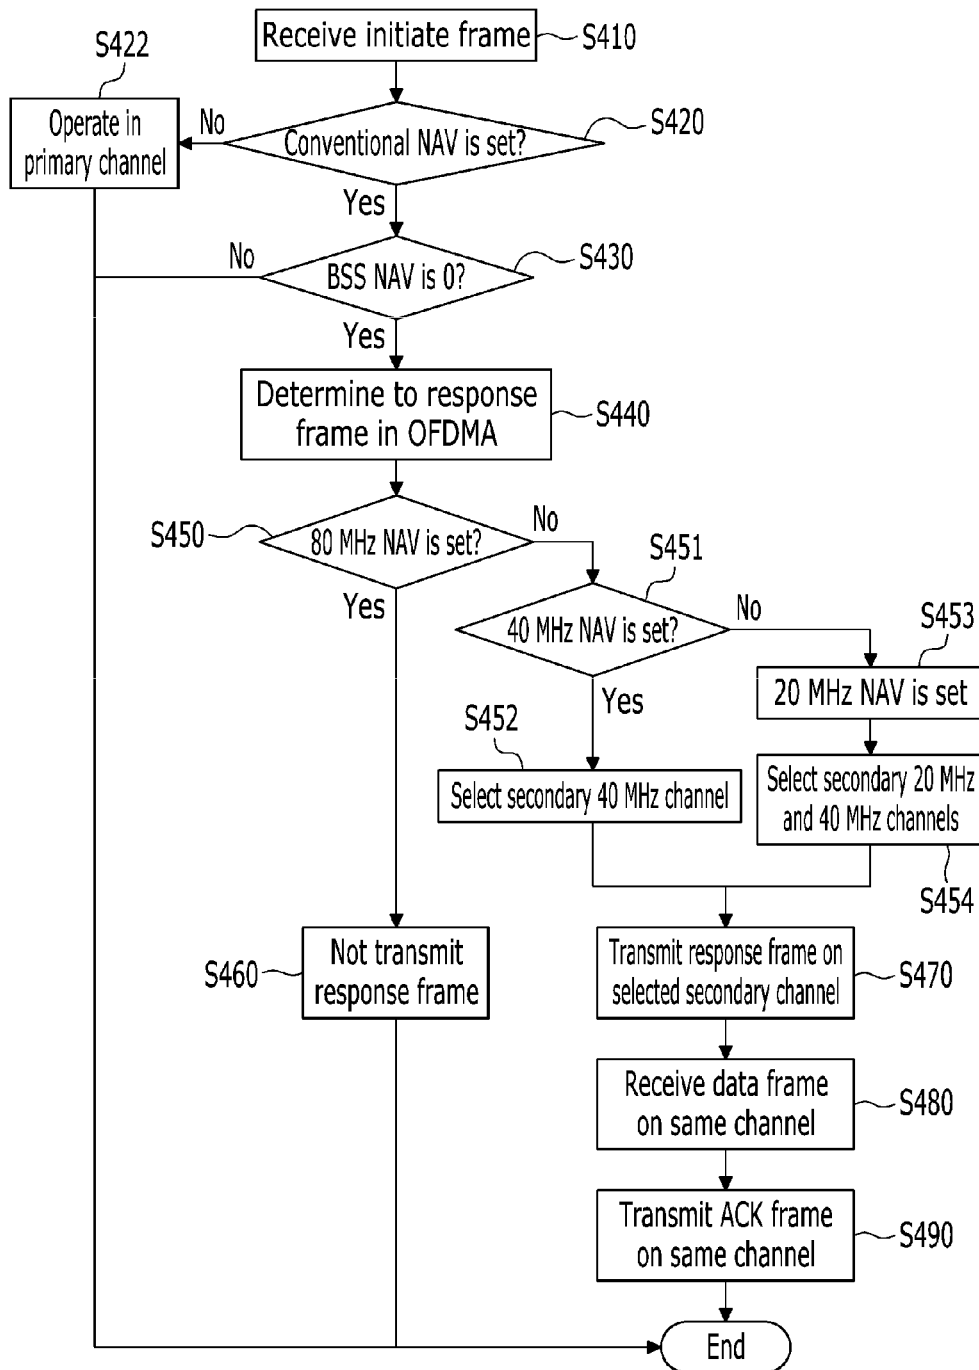 Receive initiate frame
S410
S422
Operate in
primary channel
No
Conventional NAV is set?
S420
Yes
No
BSS NAV is 0?
S430
Yes
Determine to response
frame in OFDMA
S440
S450
80 MHz NAV is set?
No
Yes
S451
40 MHz NAV is set?
No
Yes
S453
20 MHz NAV is set
S452
Select secondary 40 MHz channel
Select secondary 20 MHz
and 40 MHz channels
S454
S460
Not transmit
response frame
Transmit response frame on
selected secondary channel
S470
Receive data frame
on same channel
S480
Transmit ACK frame
on same channel
S490
End